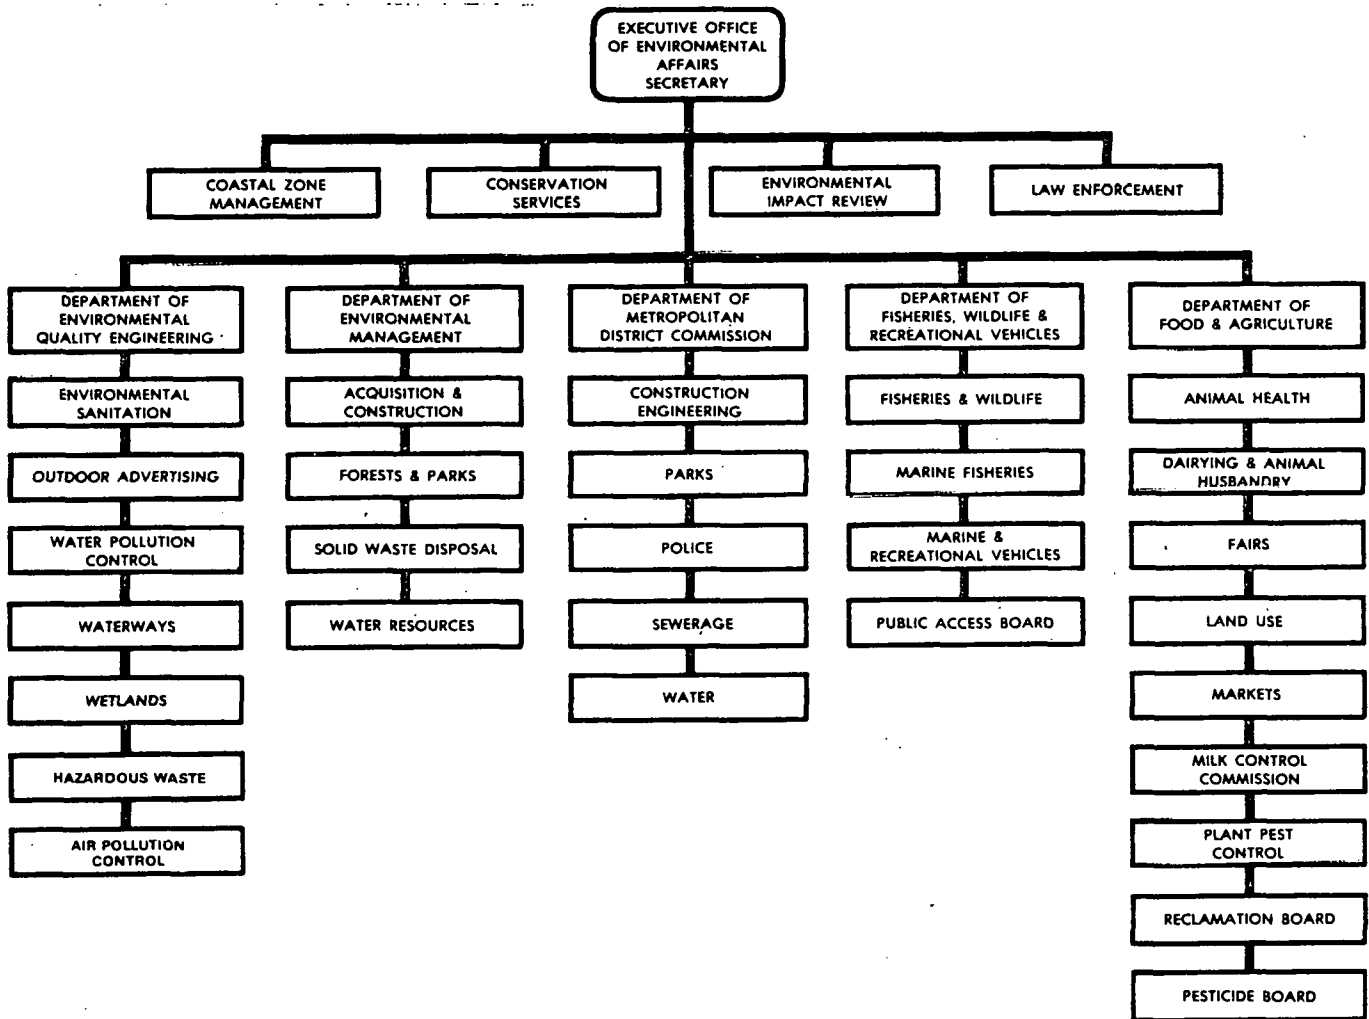 EXECUTIVE OFFICE
OF ENVIRONMENTAL
AFFAIRS
SECRETARY
COASTAL ZONE
MANAGEMENT
CONSERVATION
SERVICES
ENVIRONMENTAL
IMPACT REVIEW
LAW ENFORCEMENT
DEPARTMENT OF
ENVIRONMENTAL
QUALITY ENGINEERING
ENVIRONMENTAL
SANITATION
OUTDOOR ADVERTISING
WATER POLLUTION
CONTROL
WATERWAYS
WETLANDS
HAZARDOUS WASTE
AIR POLLUTION
CONTROL
DEPARTMENT OF
ENVIRONMENTAL
MANAGEMENT
ACQUISITION &
CONSTRUCTION
FORESTS & PARKS
SOLID WASTE DISPOSAL
WATER RESOURCES
DEPARTMENT OF
METROPOLITAN
DISTRICT COMMISSION
CONSTRUCTION
ENGINEERING
PARKS
POLICE
SEWERAGE
WATER
DEPARTMENT OF
FISHERIES, WILDLIFE &
RECREATIONAL VEHICLES
FISHERIES & WILDLIFE
MARINE FISHERIES
MARINE &
RECREATIONAL VEHICLES
PUBLIC ACCESS BOARD
DEPARTMENT OF
FOOD & AGRICULTURE
ANIMAL HEALTH
DAIRYING & ANIMAL
HUSBANDRY
FAIRS
LAND USE
MARKETS
MILK CONTROL
COMMISSION
PLANT PEST
CONTROL
RECLAMATION BOARD
PESTICIDE BOARD